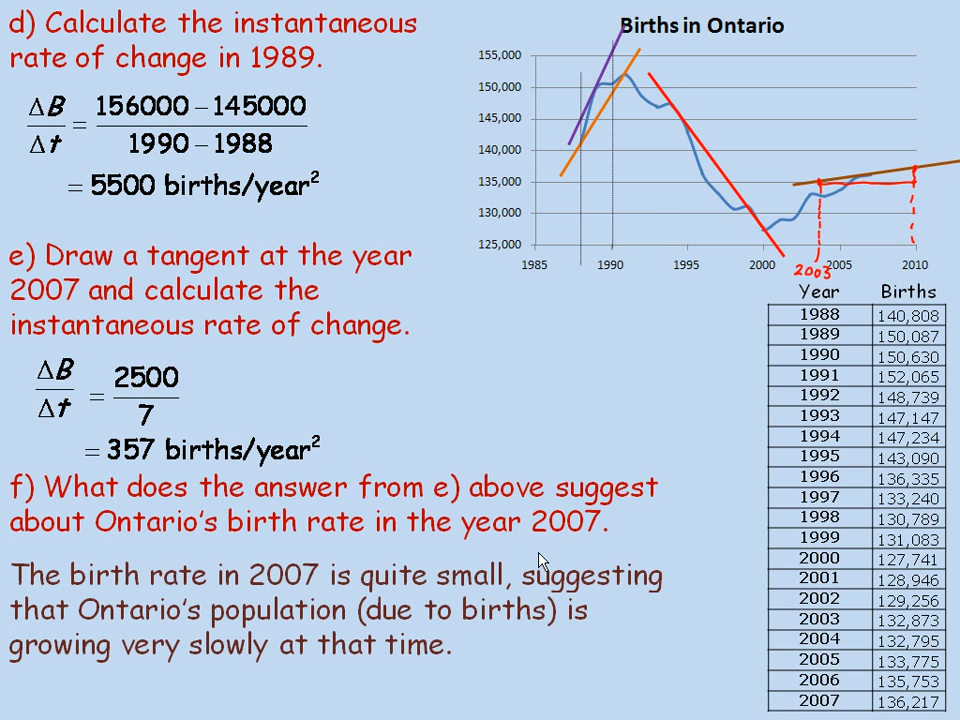 d) Calculate the instantaneous
rate of change in 1989.
ΔB/Δt = (156000 – 145000)/(1990 – 1988)
= 5500 births/year²
e) Draw a tangent at the year
2007 and calculate the
instantaneous rate of change.
ΔB/Δt = 2500/7
= 357 births/year²
f) What does the answer from e) above suggest
about Ontario's birth rate in the year 2007.
The birth rate in 2007 is quite small, suggesting
that Ontario's population (due to births) is
growing very slowly at that time.
Births in Ontario
155,000
150,000
145,000
140,000
135,000
130,000
125,000
1985 1990 1995 2000 2005 2010
2003
Year Births
1988 140,808
1989 150,087
1990 150,630
1991 152,065
1992 148,739
1993 147,147
1994 147,234
1995 143,090
1996 136,335
1997 133,240
1998 130,789
1999 131,083
2000 127,741
2001 128,946
2002 129,256
2003 132,873
2004 132,795
2005 133,775
2006 135,753
2007 136,217